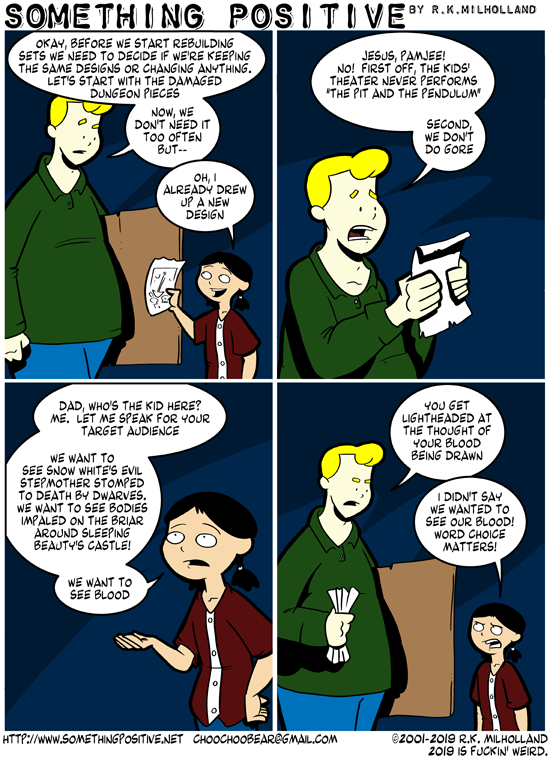 SOMETHING POSITIVE BY R.K.MILHOLLAND
OKAY, BEFORE WE START REBUILDING
SETS WE NEED TO DECIDE IF WE'RE KEEPING
THE SAME DESIGNS OR CHANGING ANYTHING.
LET'S START WITH THE DAMAGED
DUNGEON PIECES
NOW, WE
DON'T NEED IT
TOO OFTEN
BUT--
OH, I
ALREADY DREW
UP A NEW
DESIGN
JESUS, PAMJEE!
NO! FIRST OFF, THE KIDS'
THEATER NEVER PERFORMS
"THE PIT AND THE PENDULUM"
SECOND,
WE DON'T
DO GORE
DAD, WHO'S THE KID HERE?
ME. LET ME SPEAK FOR YOUR
TARGET AUDIENCE
WE WANT TO
SEE SNOW WHITE'S EVIL
STEPMOTHER STOMPED
TO DEATH BY DWARVES.
WE WANT TO SEE BODIES
IMPALED ON THE BRIAR
AROUND SLEEPING
BEAUTY'S CASTLE!
WE WANT TO
SEE BLOOD
YOU GET
LIGHTHEADED AT
THE THOUGHT OF
YOUR BLOOD
BEING DRAWN
I DIDN'T SAY
WE WANTED TO
SEE OUR BLOOD!
WORD CHOICE
MATTERS!
HTTP://WWW.SOMETHINGPOSITIVE.NET CHOOCHOOBEAR@GMAIL.COM
©2001-2019 R.K. MILHOLLAND
2019 IS FUCKIN' WEIRD.